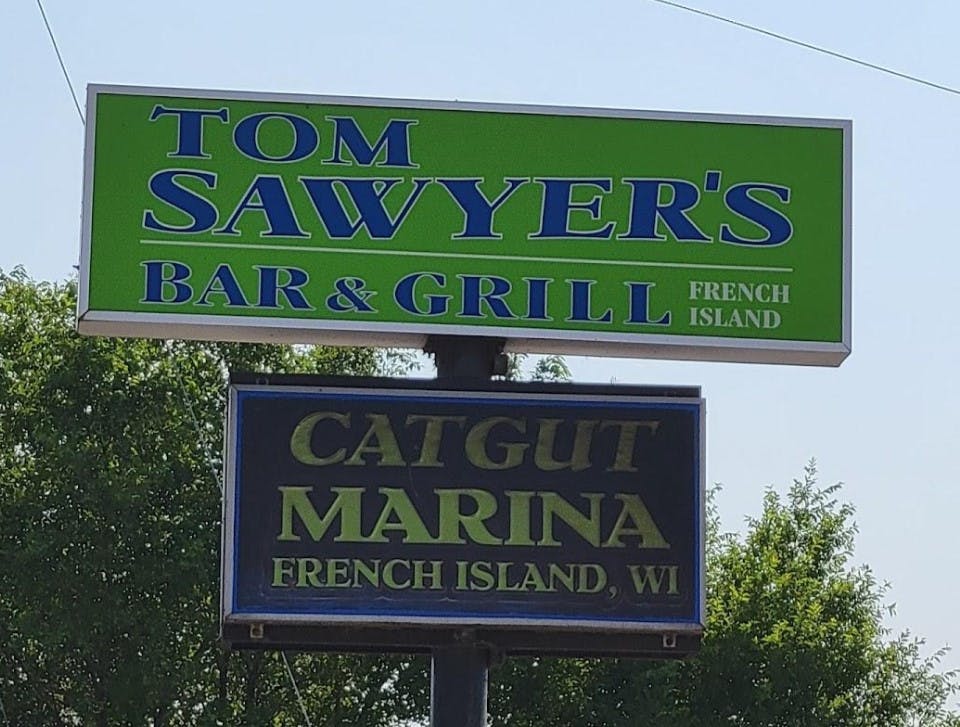 TOM
SAWYER'S
BAR & GRILL
FRENCH
ISLAND
CATGUT
MARINA
FRENCH ISLAND, WI